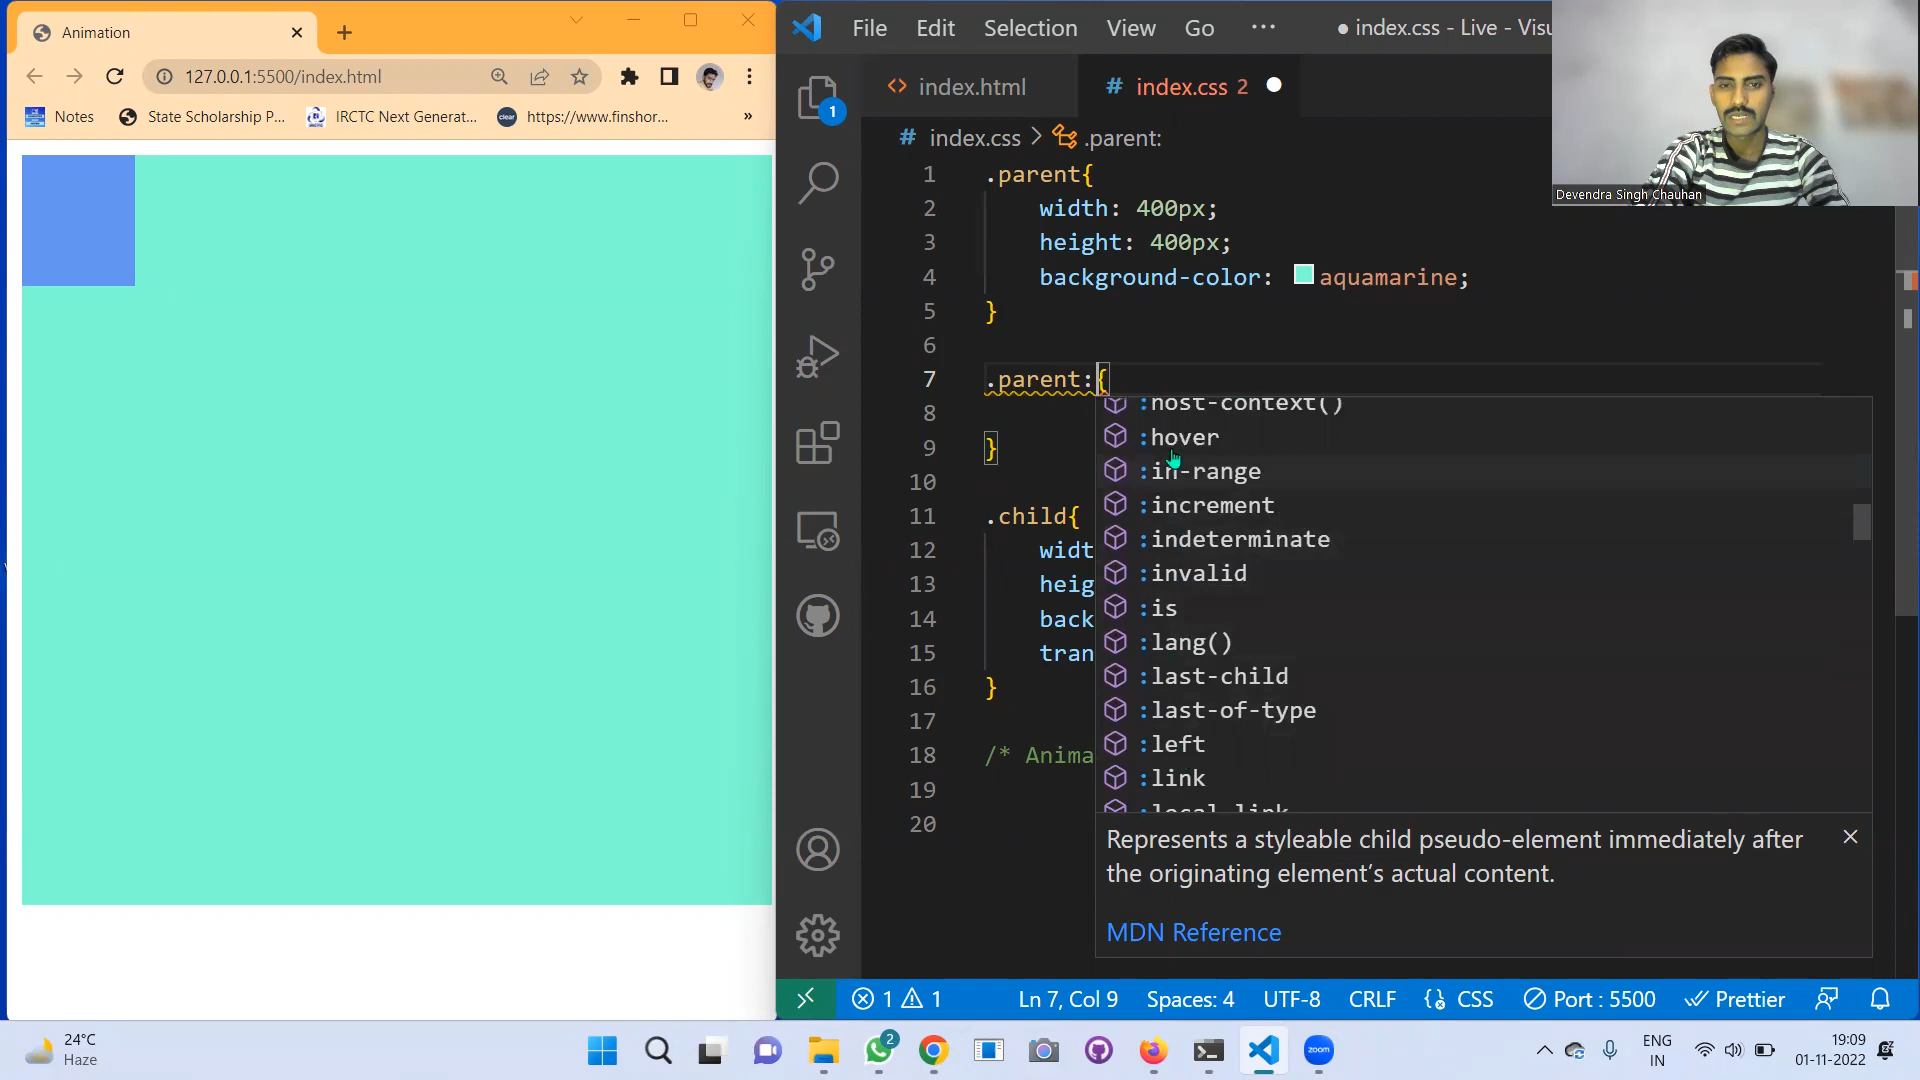 Animation
127.0.0.1:5500/index.html
Notes
State Scholarship P...
IRCTC Next Generat...
clear
https://www.finshor...
»
File Edit Selection View Go ···
● index.css - Live - Visu
Devendra Singh Chauhan
1
<> index.html
# index.css 2
# index.css > .parent:
1 .parent{
2 width: 400px;
3 height: 400px;
4 background-color: aquamarine;
5 }
6
7 .parent:{
8
9 }
10
11 .child{
12 widt
13 heig
14 back
15 tran
16 }
17
18 /* Anima
19
20
:host-context()
:hover
:in-range
:increment
:indeterminate
:invalid
:is
:lang()
:last-child
:last-of-type
:left
:link
:local-link
Represents a styleable child pseudo-element immediately after
the originating element’s actual content.
MDN Reference
1 1 Ln 7, Col 9 Spaces: 4 UTF-8 CRLF CSS Port : 5500 Prettier
24°C
Haze
2
zoom
ENG
IN
19:09
01-11-2022